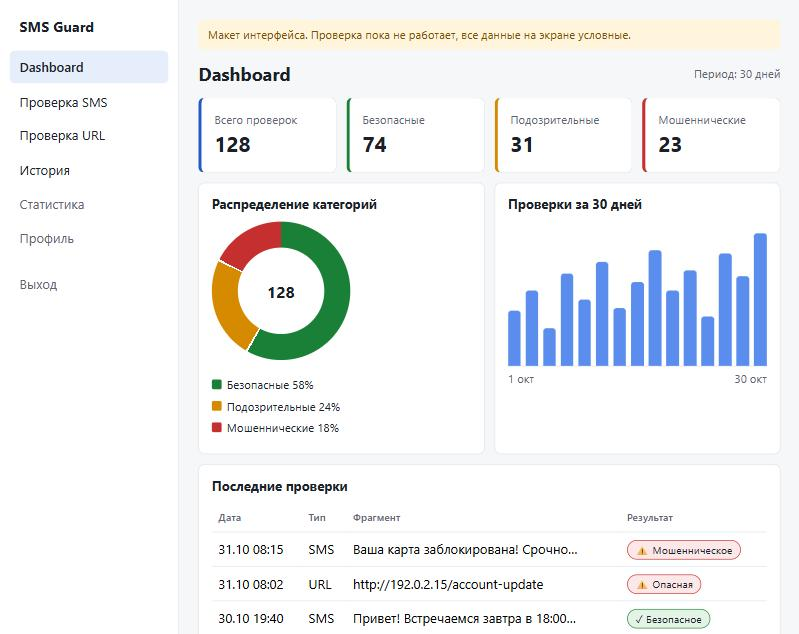 SMS Guard
Dashboard
Проверка SMS
Проверка URL
История
Статистика
Профиль
Выход
Макет интерфейса. Проверка пока не работает, все данные на экране условные.
Dashboard
Период: 30 дней
Всего проверок
128
Безопасные
74
Подозрительные
31
Мошеннические
23
Распределение категорий
128
Безопасные 58%
Подозрительные 24%
Мошеннические 18%
Проверки за 30 дней
1 окт
30 окт
Последние проверки
Дата Тип Фрагмент Результат
31.10 08:15 SMS Ваша карта заблокирована! Срочно... Мошенническое
31.10 08:02 URL http://192.0.2.15/account-update Опасная
30.10 19:40 SMS Привет! Встречаемся завтра в 18:00... ✓ Безопасное